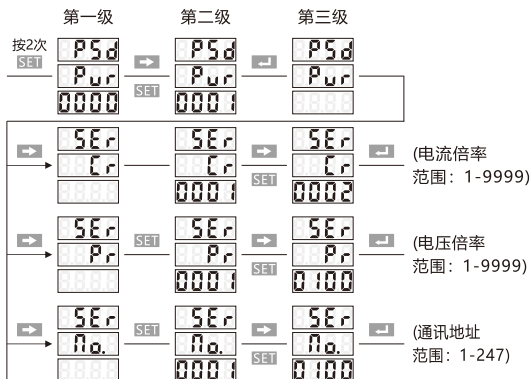 第一级 第二级 第三级
按2次
SET
PSd PSd PSd
Pur Pur Pur
SET
0000 0001
SEr SEr SEr
Cr Cr Cr
SET
0001 0002
(电流倍率
范围：1-9999)
SEr SEr SEr
SET
Pr Pr Pr
SET
0001 0100
(电压倍率
范围：1-9999)
SEr SEr SEr
SET
No. No. No.
SET
0001 0100
(通讯地址
范围：1-247)